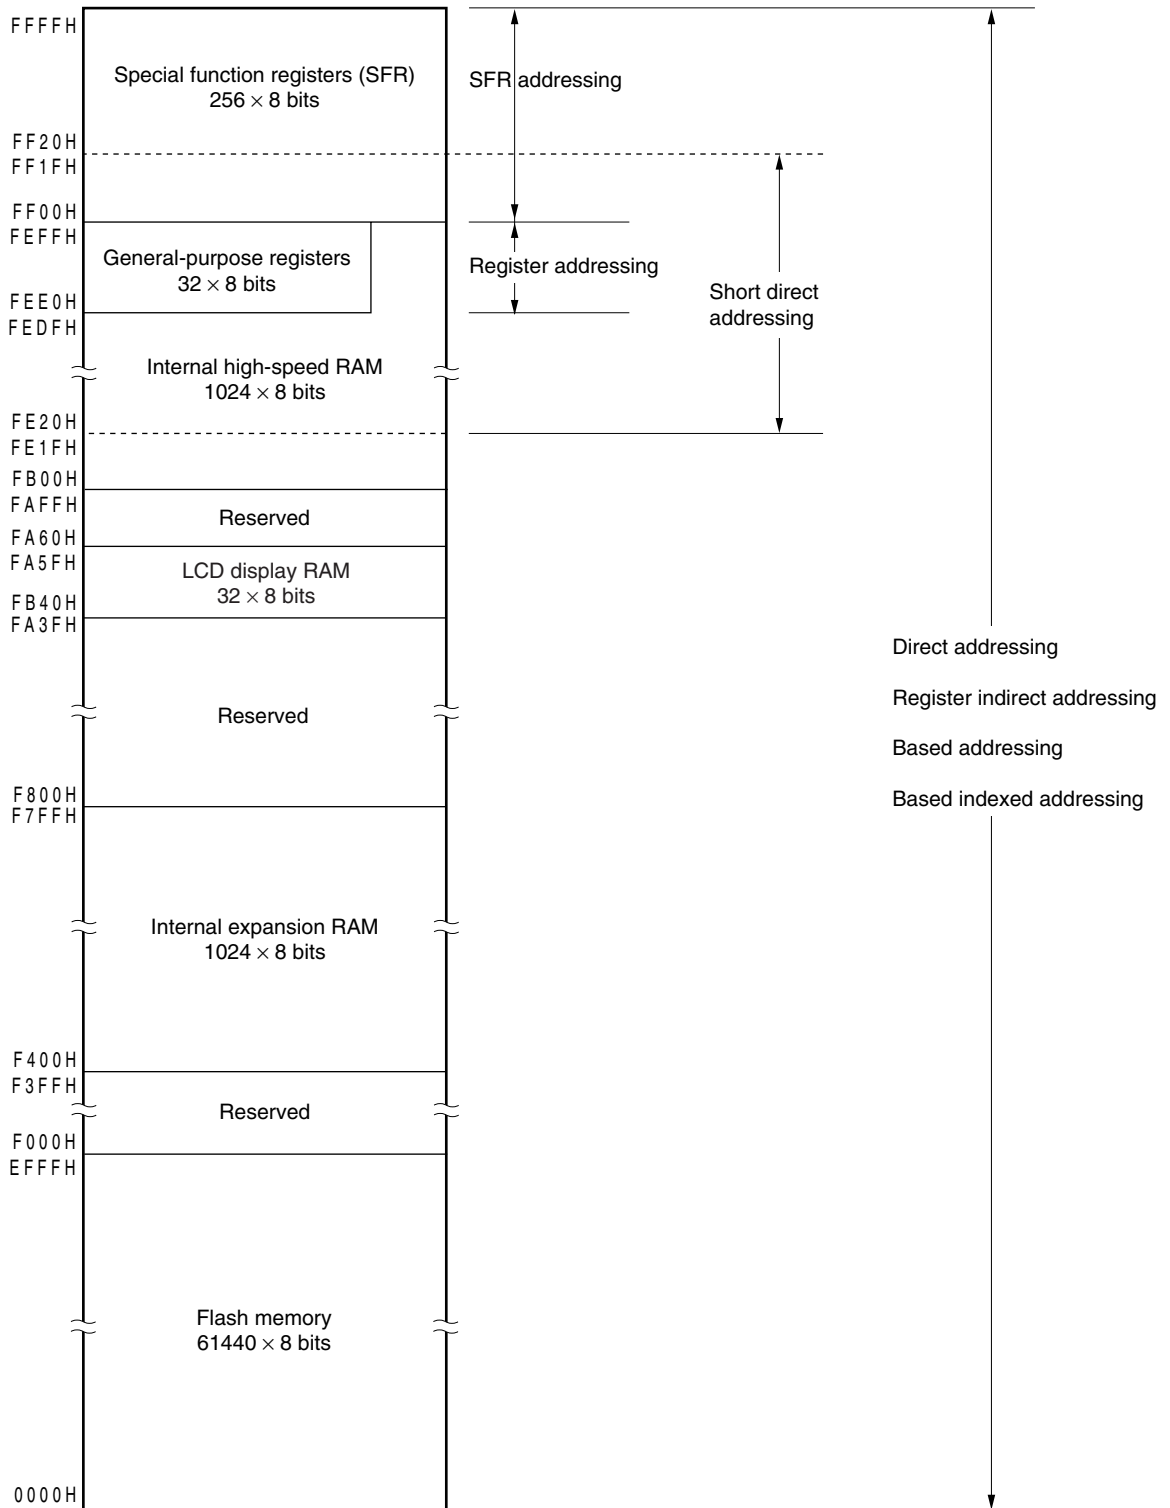 FFFFH
Special function registers (SFR)
256 × 8 bits
SFR addressing
FF20H
FF1FH
FF00H
FEFFH
General-purpose registers
32 × 8 bits
Register addressing
Short direct
addressing
FEE0H
FEDFH
Internal high-speed RAM
1024 × 8 bits
FE20H
FE1FH
FB00H
FAFFH
Reserved
FA60H
FA5FH
LCD display RAM
32 × 8 bits
FB40H
FA3FH
Direct addressing
Register indirect addressing
Reserved
Based addressing
F800H
F7FFH
Based indexed addressing
Internal expansion RAM
1024 × 8 bits
F400H
F3FFH
Reserved
F000H
EFFFH
Flash memory
61440 × 8 bits
0000H